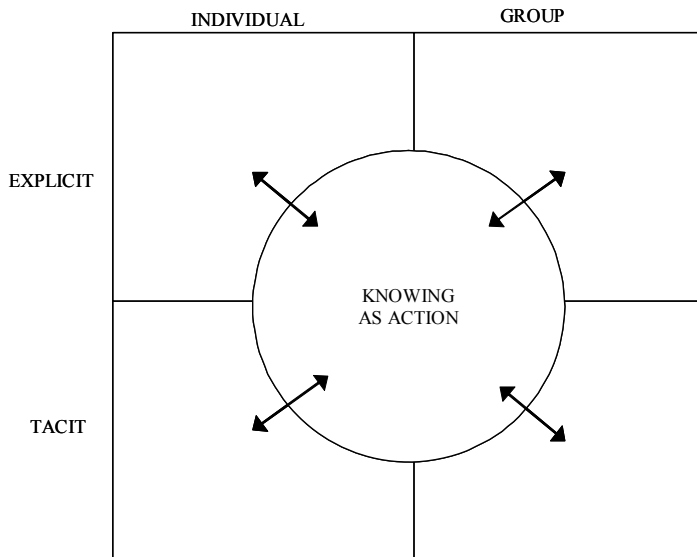 INDIVIDUAL
GROUP
EXPLICIT
KNOWING
AS ACTION
TACIT